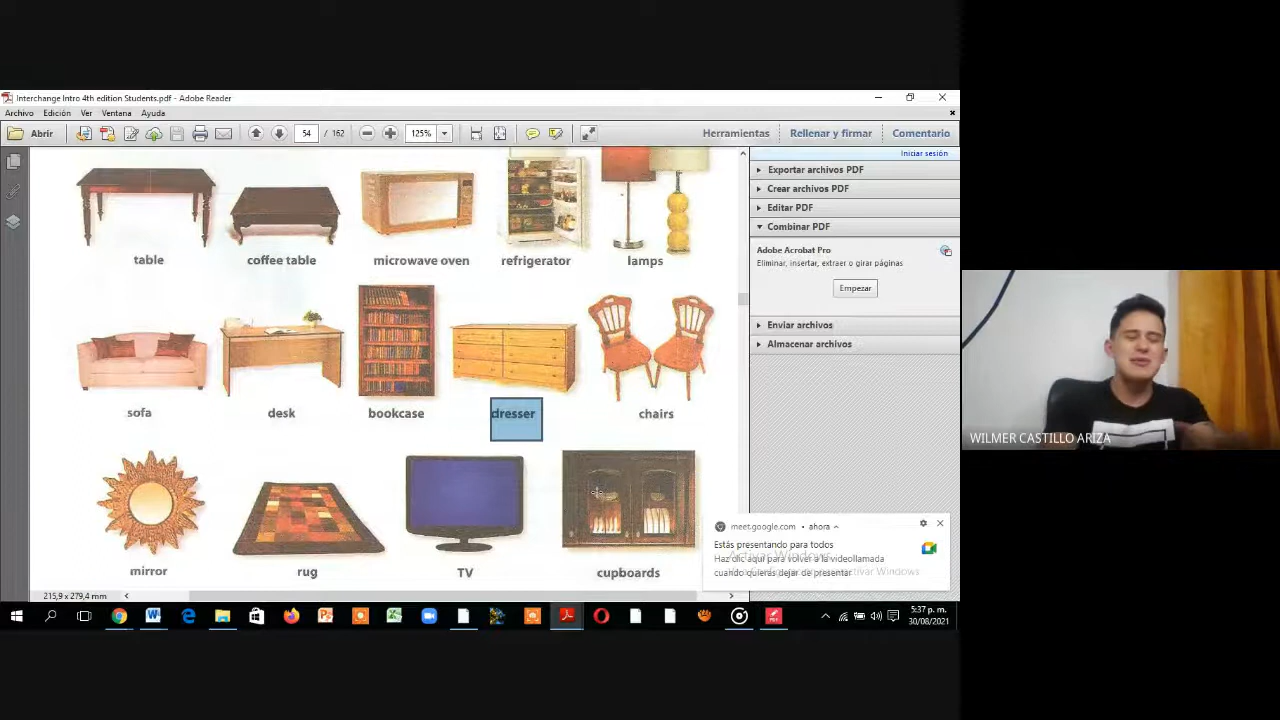 Interchange Intro 4th edition Students.pdf - Adobe Reader
Archivo Edición Ver Ventana Ayuda
Abrir 54 / 162 125% Herramientas Rellenar y firmar Comentario
Iniciar sesión
Exportar archivos PDF
Crear archivos PDF
Editar PDF
Combinar PDF
Adobe Acrobat Pro
Eliminar, insertar, extraer o girar páginas
Empezar
Enviar archivos
Almacenar archivos
table coffee table microwave oven refrigerator lamps
sofa desk bookcase dresser chairs
mirror rug TV cupboards
WILMER CASTILLO ARIZA
meet.google.com • ahora
Estás presentando para todos
Haz clic aquí para volver a la videollamada
cuando quieras dejar de presentar
Activar Windows
Activar Windows
215,9 x 279,4 mm
5:37 p. m.
30/08/2021